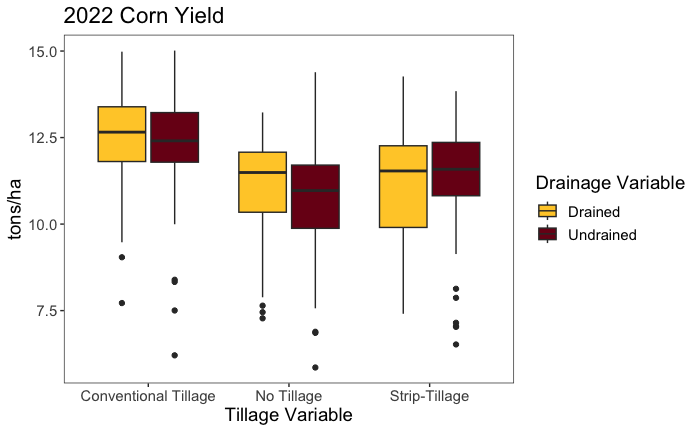 2022 Corn Yield
15.0
12.5
10.0
7.5
tons/ha
Conventional Tillage
No Tillage
Strip-Tillage
Tillage Variable
Drainage Variable
Drained
Undrained